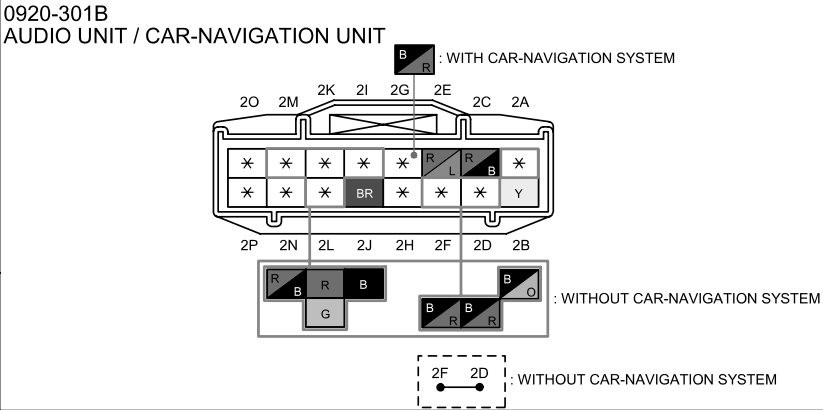 0920-301B
AUDIO UNIT / CAR-NAVIGATION UNIT
B R : WITH CAR-NAVIGATION SYSTEM
2O 2M 2K 2I 2G 2E 2C 2A
* * * * * R L R B *
* * * BR * * * Y
2P 2N 2L 2J 2H 2F 2D 2B
R B R B B O
: WITHOUT CAR-NAVIGATION SYSTEM
G B R B R
2F 2D : WITHOUT CAR-NAVIGATION SYSTEM